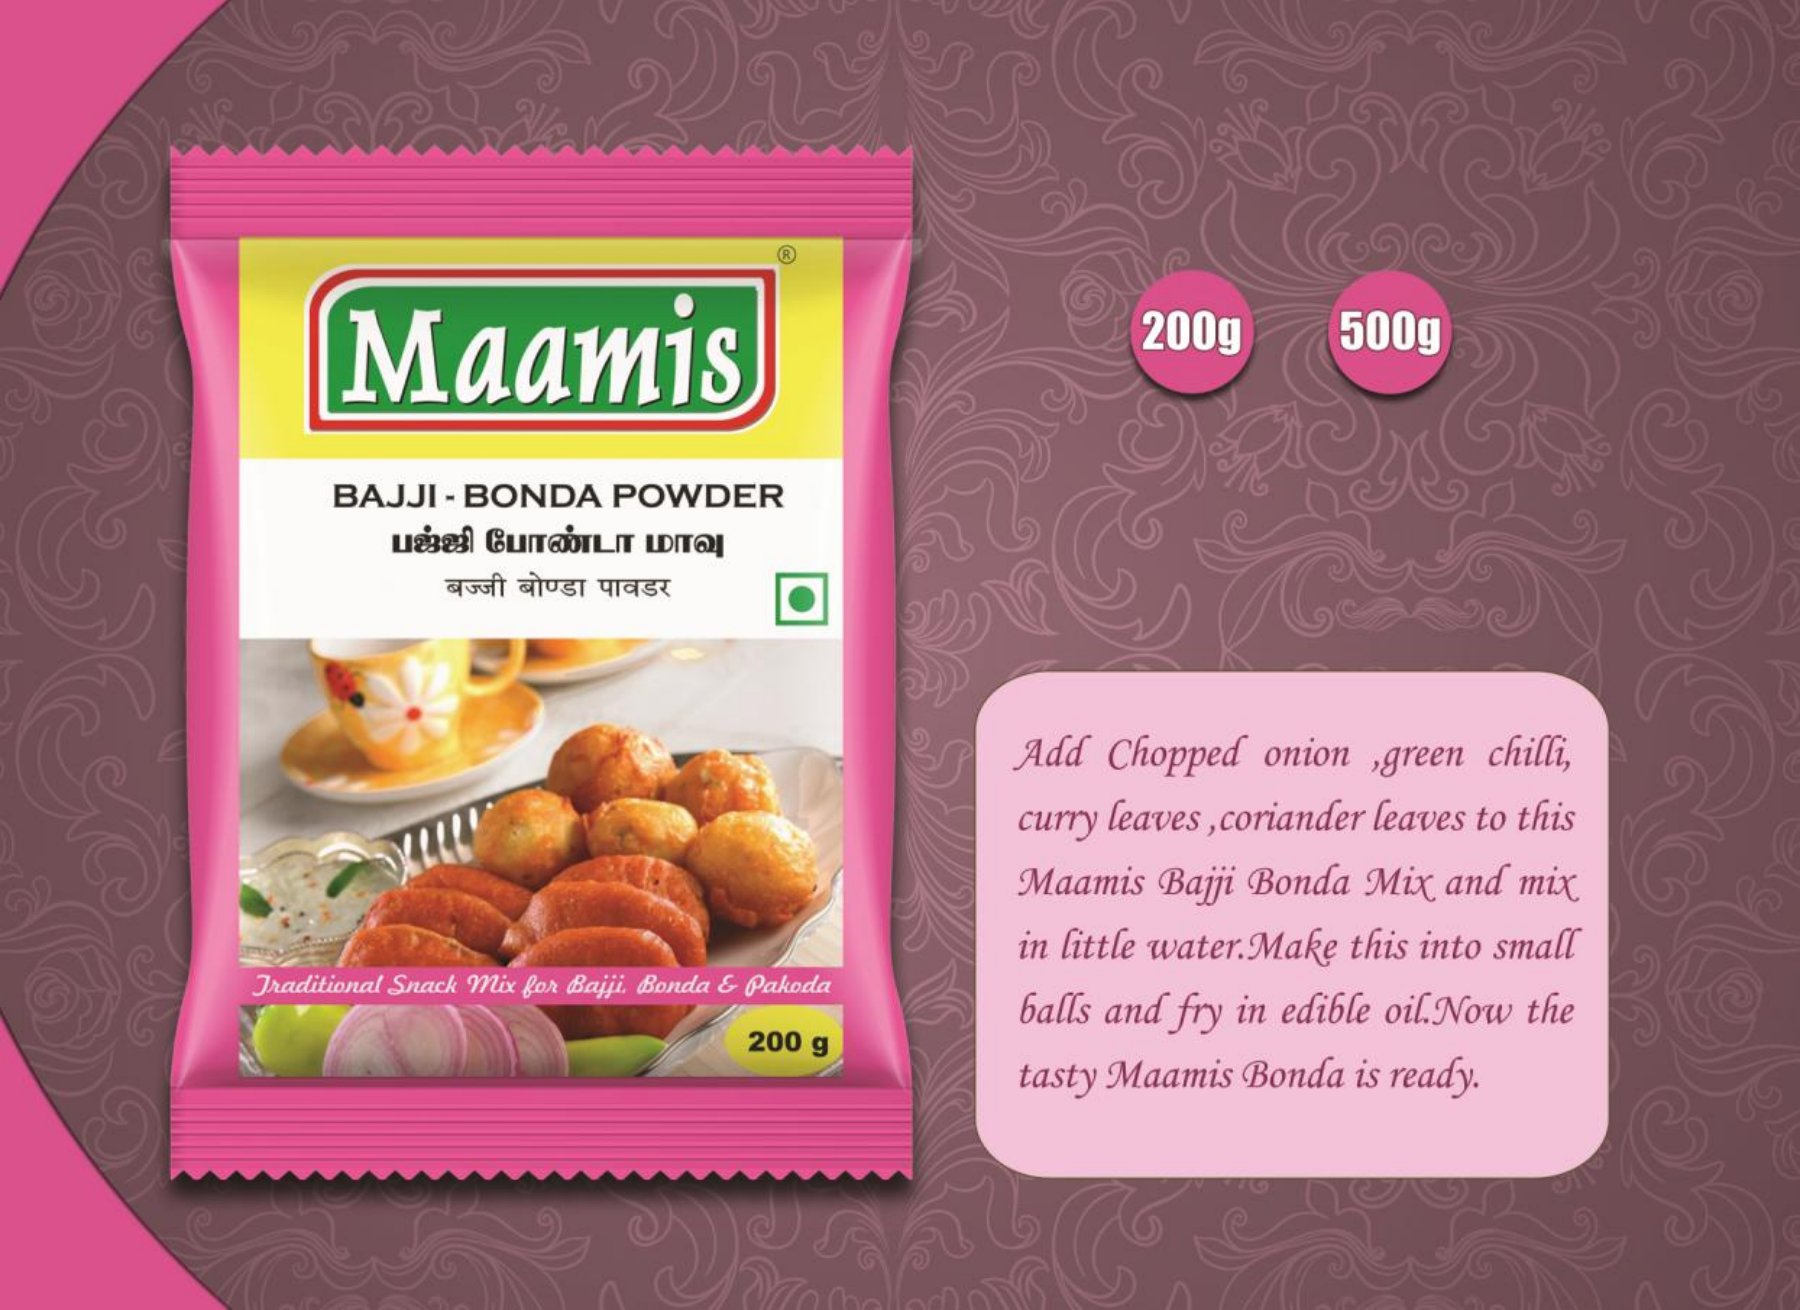 ®
Maamis
BAJJI - BONDA POWDER
பஜ்ஜி போண்டா மாவு
बज्जी बोण्डा पावडर
Traditional Snack Mix for Bajji, Bonda & Pakoda
200 g
200g
500g
Add Chopped onion ,green chilli,
curry leaves ,coriander leaves to this
Maamis Bajji Bonda Mix and mix
in little water.Make this into small
balls and fry in edible oil.Now the
tasty Maamis Bonda is ready.